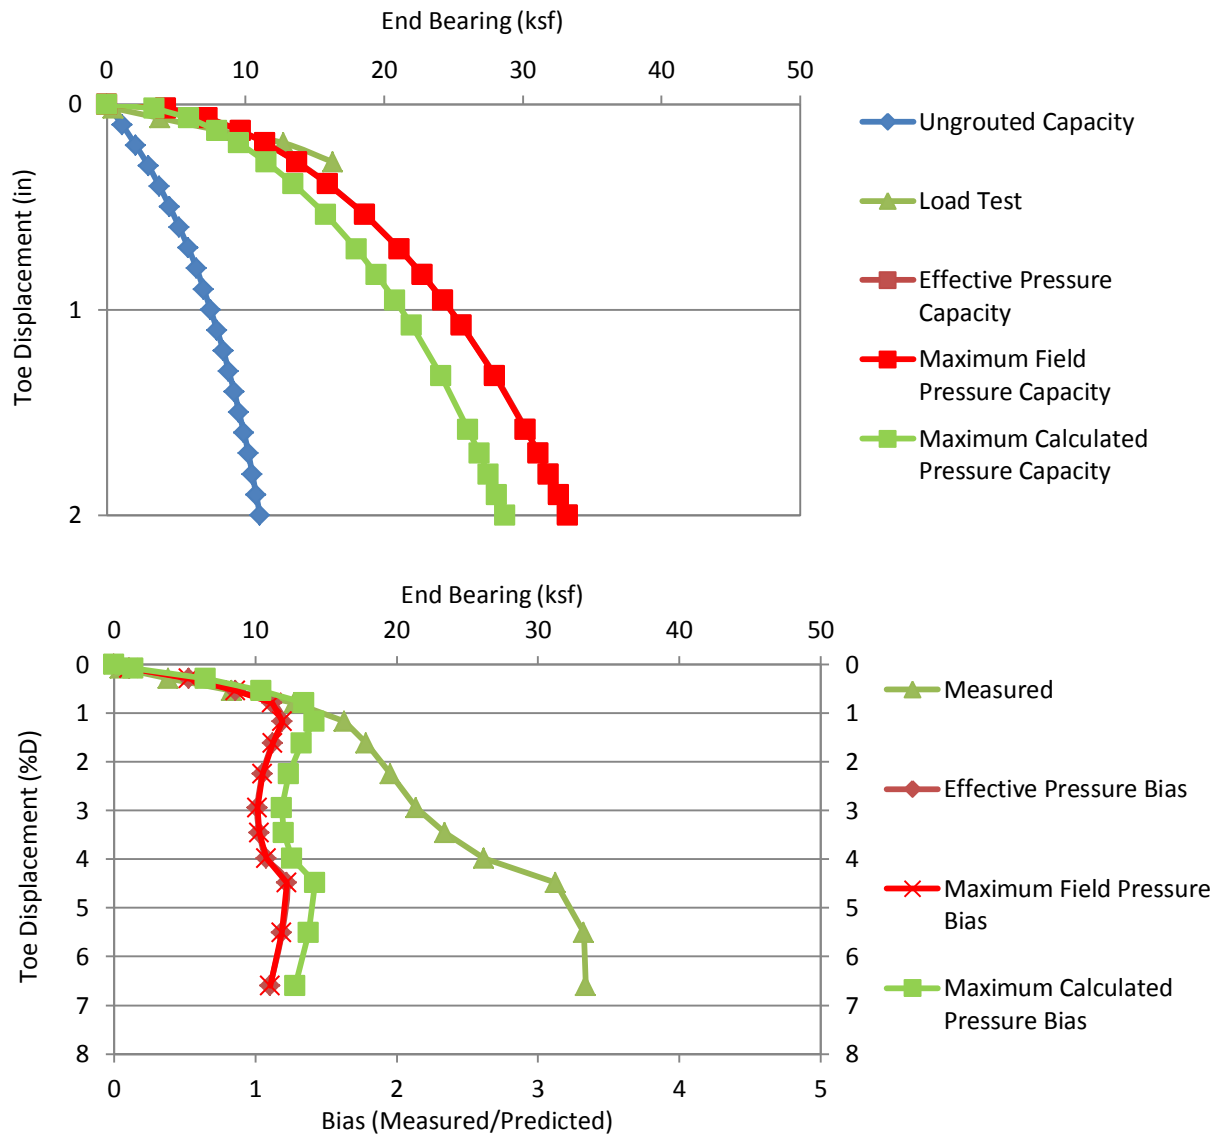 End Bearing (ksf)
0 10 20 30 40 50
0
1
2
Toe Displacement (in)
Ungrouted Capacity
Load Test
Effective Pressure
Capacity
Maximum Field
Pressure Capacity
Maximum Calculated
Pressure Capacity
End Bearing (ksf)
0 10 20 30 40 50
0 0
1 1
2 2
3 3
4 4
5 5
6 6
7 7
8 8
Toe Displacement (%D)
0 1 2 3 4 5
Bias (Measured/Predicted)
Measured
Effective Pressure Bias
Maximum Field Pressure
Bias
Maximum Calculated
Pressure Bias